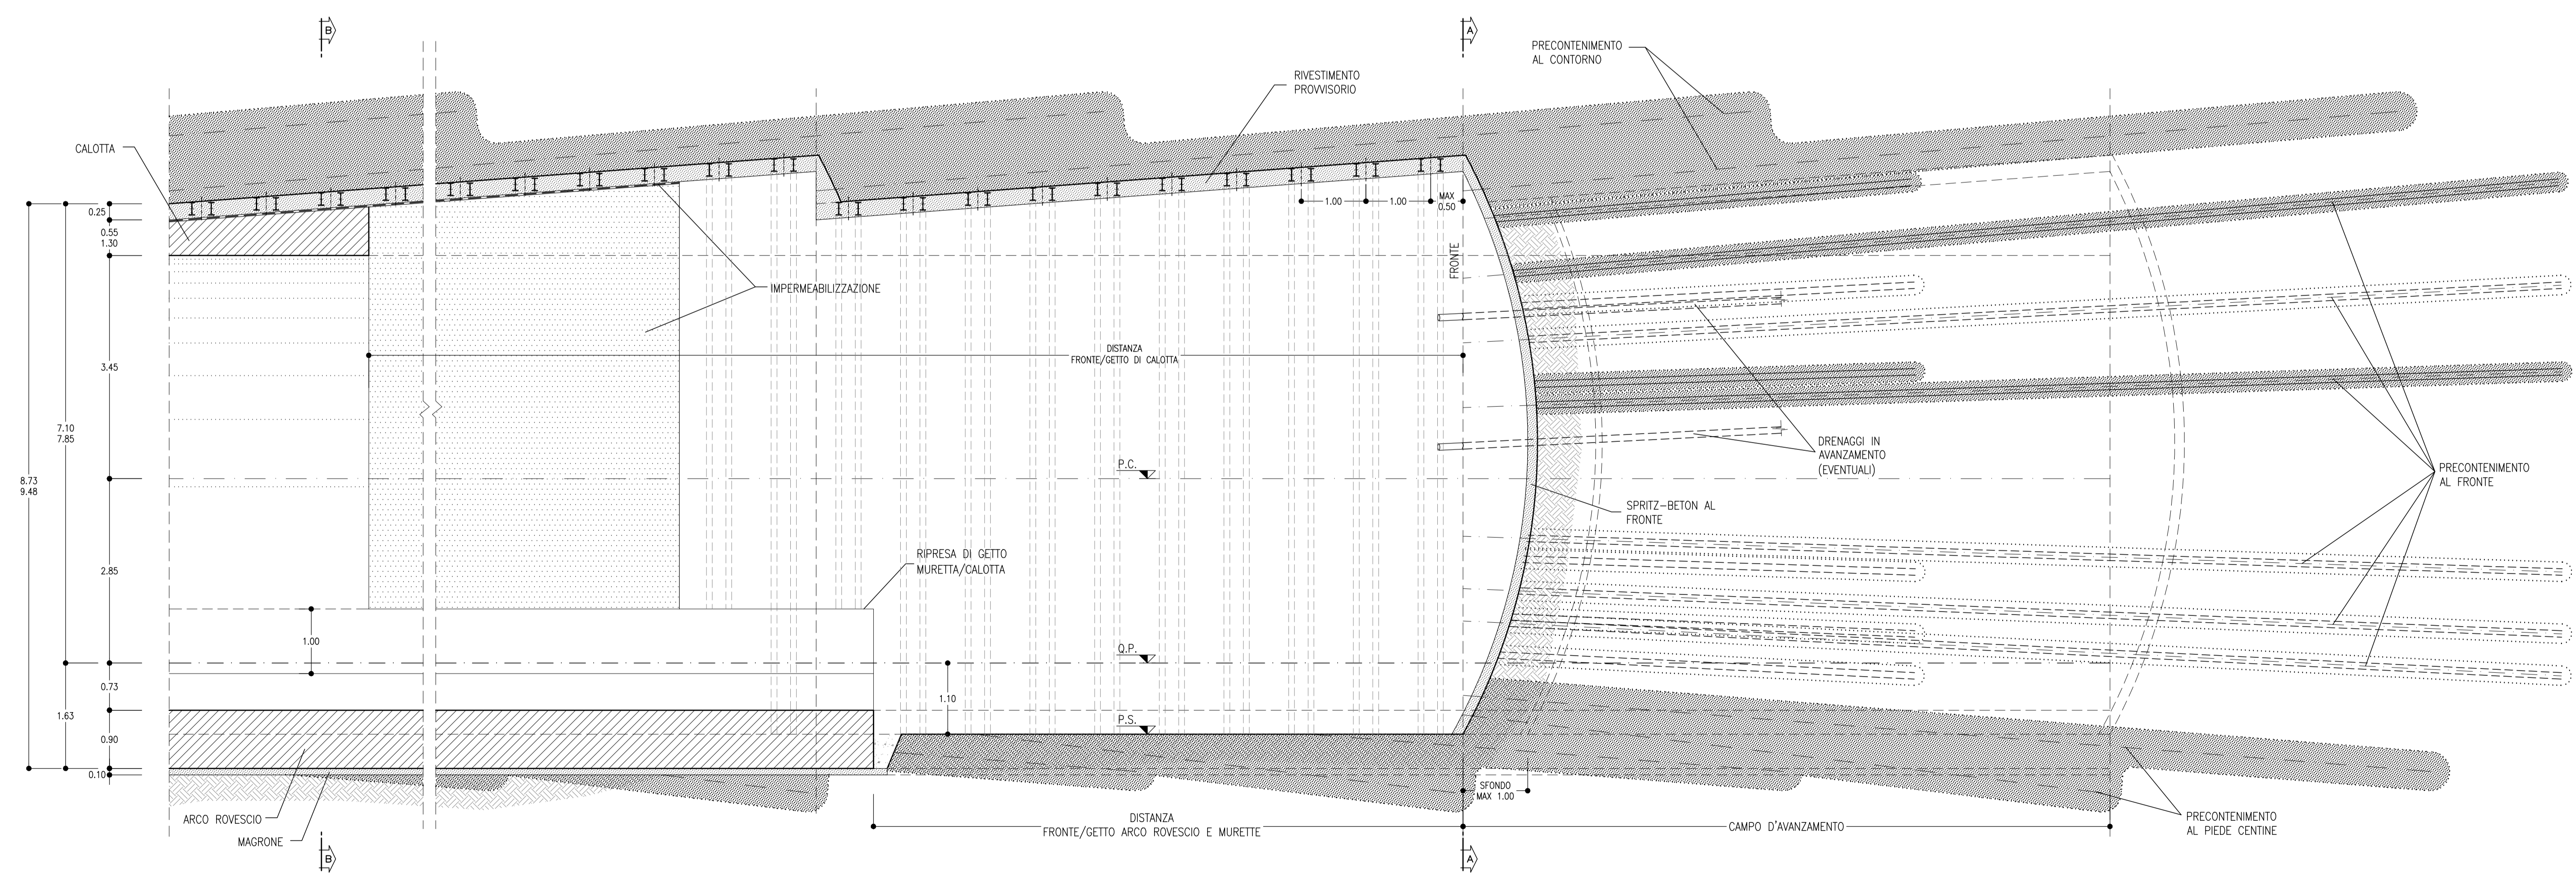 B
A
PRECONTENIMENTO
AL CONTORNO
RIVESTIMENTO
PROVVISORIO
CALOTTA
0.25
0.55
1.30
1.00
1.00
MAX
0.50
FRONTE
IMPERMEABILIZZAZIONE
DISTANZA
FRONTE/GETTO DI CALOTTA
3.45
7.10
7.85
8.73
9.48
P.C.
DRENAGGI IN
AVANZAMENTO
(EVENTUALI)
PRECONTENIMENTO
AL FRONTE
SPRITZ-BETON AL
FRONTE
RIPRESA DI GETTO
MURETTA/CALOTTA
2.85
1.00
Q.P.
0.73
1.10
1.63
P.S.
0.90
0.10
SFONDO
MAX 1.00
ARCO ROVESCIO
MAGRONE
DISTANZA
FRONTE/GETTO ARCO ROVESCIO E MURETTE
CAMPO D'AVANZAMENTO
PRECONTENIMENTO
AL PIEDE CENTINE
B
A